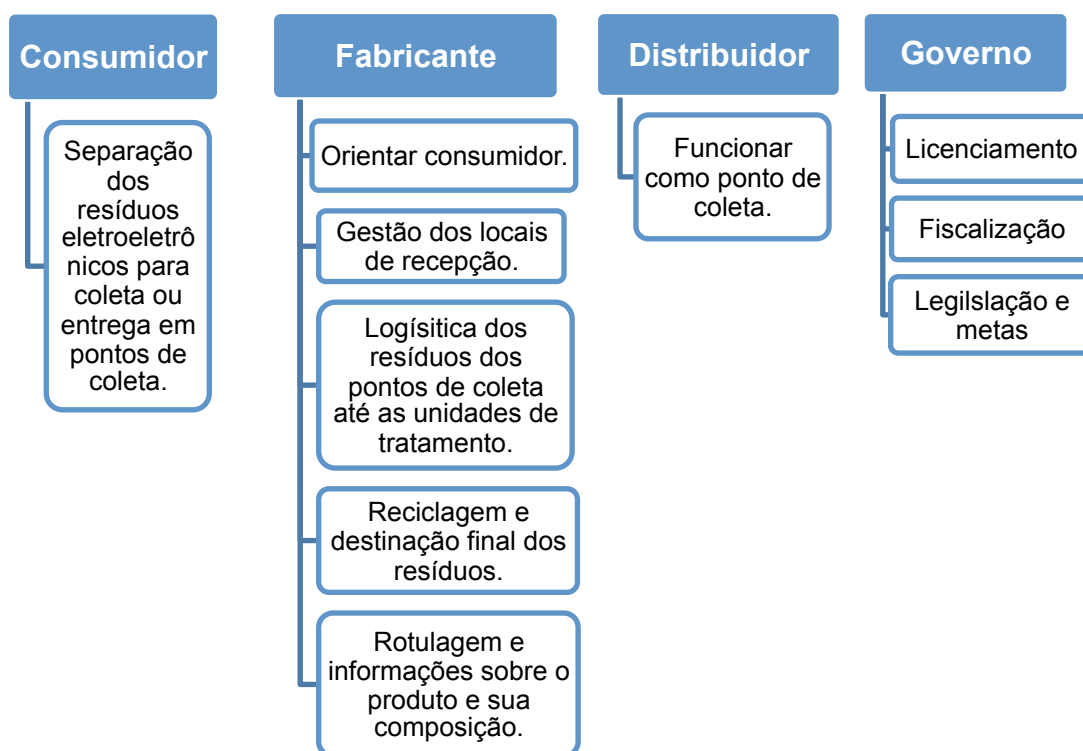 Consumidor
Separação
dos
resíduos
eletroeletrô
nicos para
coleta ou
entrega em
pontos de
coleta.
Fabricante
Orientar consumidor.
Gestão dos locais
de recepção.
Logísitica dos
resíduos dos
pontos de coleta
até as unidades de
tratamento.
Reciclagem e
destinação final dos
resíduos.
Rotulagem e
informações sobre o
produto e sua
composição.
Distribuidor
Funcionar
como ponto de
coleta.
Governo
Licenciamento
Fiscalização
Legilslação e
metas